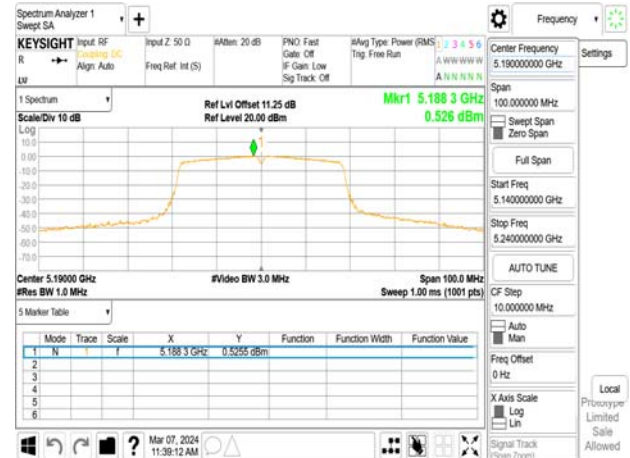 Spectrum Analyzer 1
Swept SA
+
Frequency
KEYSIGHT
R
Input: RF
Coupling: DC
Align: Auto
Input Z: 50 Ω
Freq Ref: Int (S)
#Atten: 20 dB
PNO: Fast
Gate: Off
IF Gain: Low
Sig Track: Off
#Avg Type: Power (RMS
Trig: Free Run
1 2 3 4 5 6
A W W W W W
A N N N N N
1 Spectrum
Scale/Div 10 dB
Ref Lvl Offset 11.25 dB
Ref Level 20.00 dBm
Mkr1 5.188 3 GHz
0.526 dBm
Log
10.0
0.00
-10.0
-20.0
-30.0
-40.0
-50.0
-60.0
-70.0
1
Center 5.19000 GHz
#Res BW 1.0 MHz
#Video BW 3.0 MHz
Span 100.0 MHz
Sweep 1.00 ms (1001 pts)
5 Marker Table
Mode Trace Scale X Y Function Function Width Function Value
1 N 1 f 5.188 3 GHz 0.5255 dBm
2
3
4
5
6
?
Mar 07, 2024
11:39:12 AM
Center Frequency
5.190000000 GHz
Settings
Span
100.000000 MHz
Swept Span
Zero Span
Full Span
Start Freq
5.140000000 GHz
Stop Freq
5.240000000 GHz
AUTO TUNE
CF Step
10.000000 MHz
Auto
Man
Freq Offset
0 Hz
X Axis Scale
Log
Lin
Signal Track
(Span Zoom)
Local
Prototype
Limited
Sale
Allowed